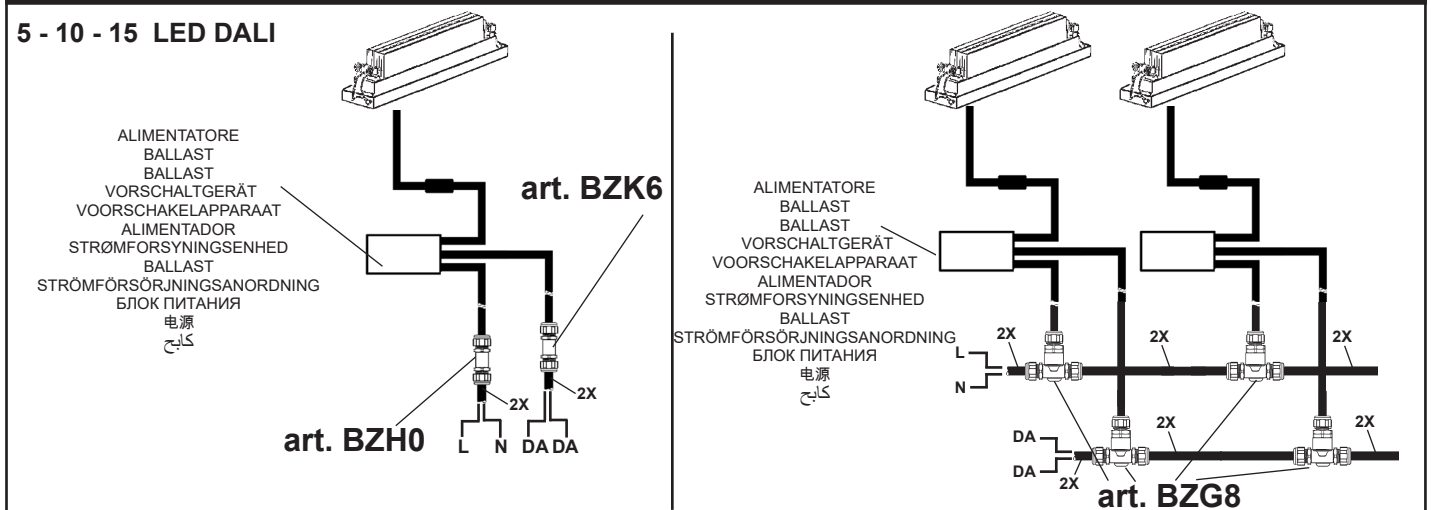 5 - 10 - 15 LED DALI
ALIMENTATORE
BALLAST
BALLAST
VORSCHALTGERÄT
VOORSCHAKELAPPARAAT
ALIMENTADOR
STRØMFORSYNINGSENHED
BALLAST
STRÖMFÖRSÖRJNINGSANORDNING
БЛОК ПИТАНИЯ
电源
كابح
art. BZK6
2X
2X
art. BZH0
L N DA DA
ALIMENTATORE
BALLAST
BALLAST
VORSCHALTGERÄT
VOORSCHAKELAPPARAAT
ALIMENTADOR
STRØMFORSYNINGSENHED
BALLAST
STRÖMFÖRSÖRJNINGSANORDNING
БЛОК ПИТАНИЯ
电源
كابح
L
N
2X
2X
2X
DA
DA
2X
2X
2X
art. BZG8